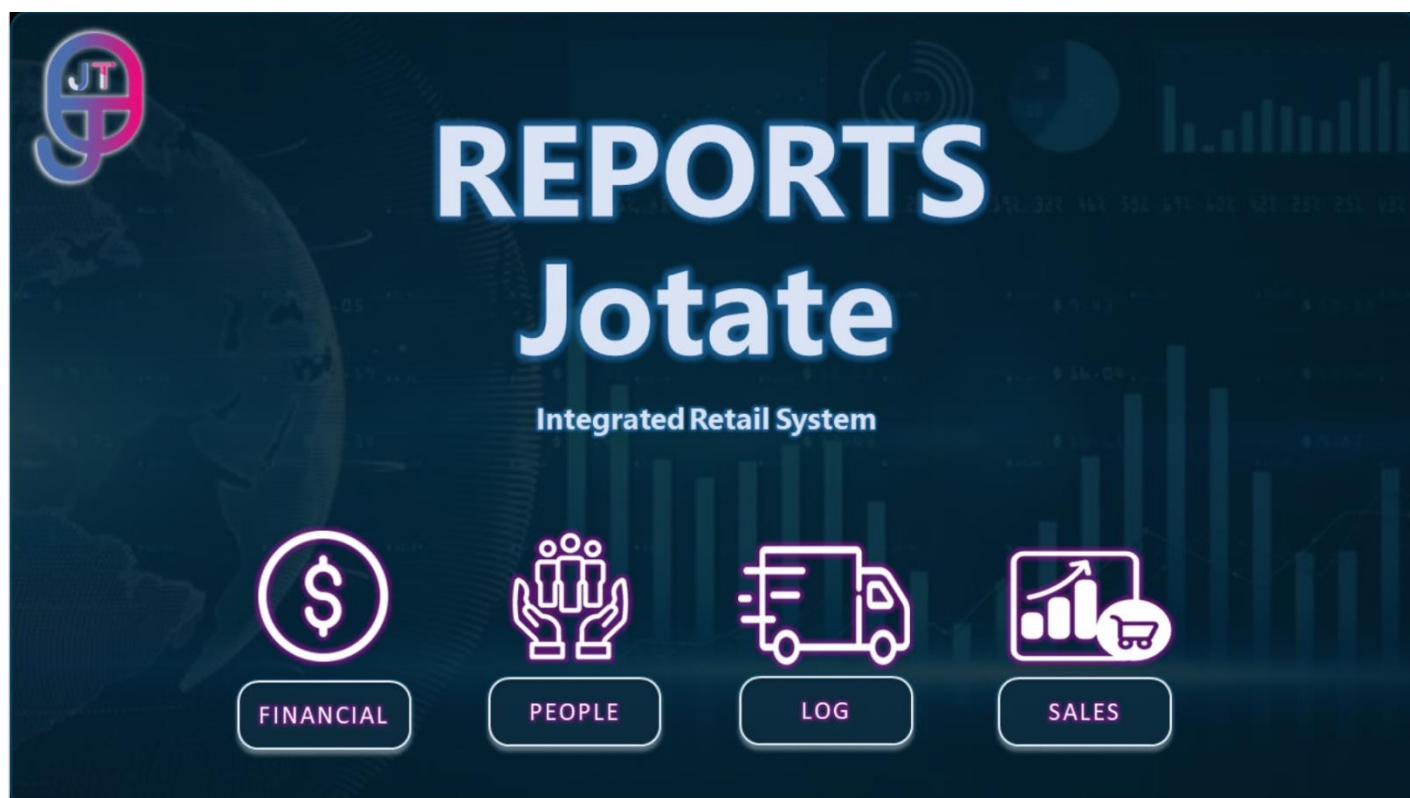 JT
REPORTS
Jotate
Integrated Retail System
FINANCIAL
PEOPLE
LOG
SALES